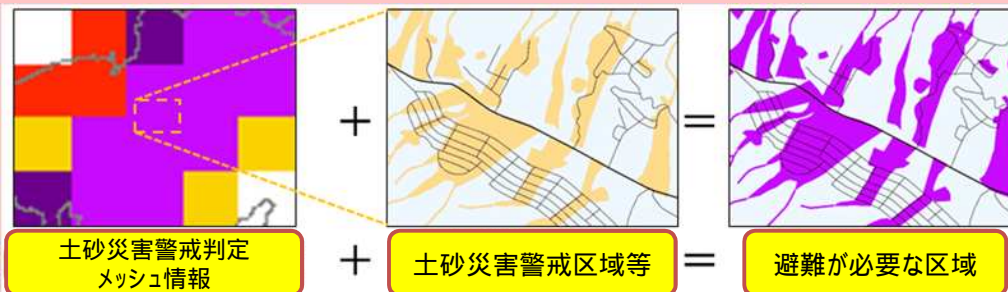 +
=
土砂災害警戒判定
メッシュ情報
+
土砂災害警戒区域等
=
避難が必要な区域